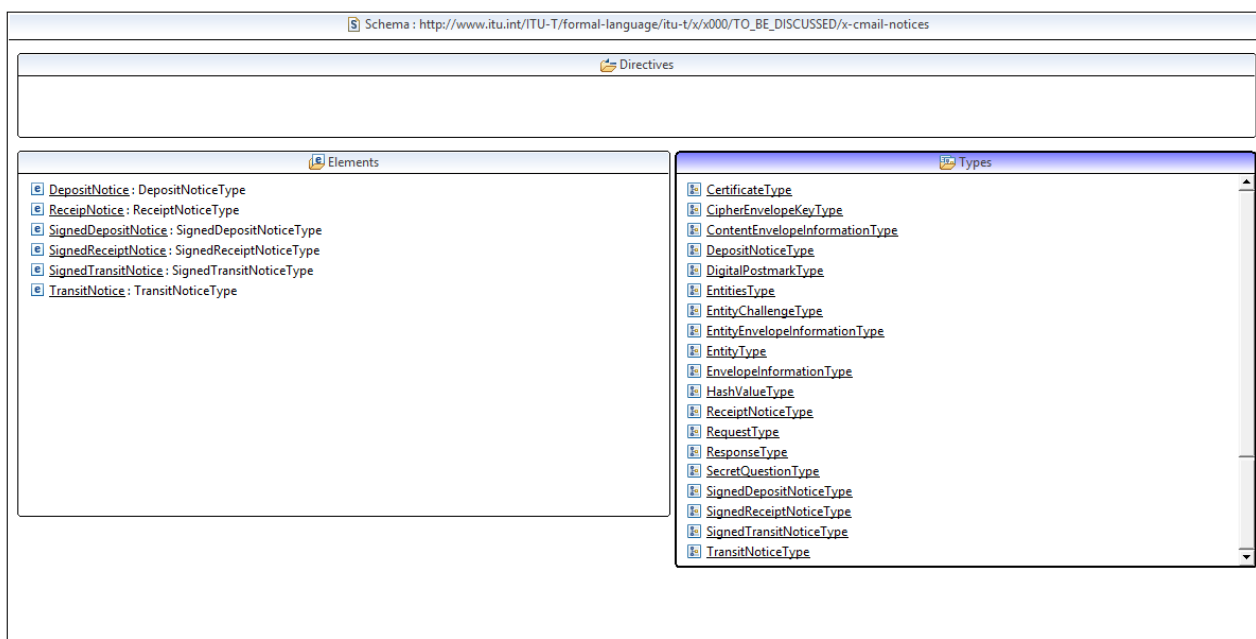 Schema : http://www.itu.int/ITU-T/formal-language/itu-t/x/x000/TO_BE_DISCUSSED/x-cmail-notices
Directives
Elements
DepositNotice : DepositNoticeType
ReceipNotice : ReceiptNoticeType
SignedDepositNotice : SignedDepositNoticeType
SignedReceiptNotice : SignedReceiptNoticeType
SignedTransitNotice : SignedTransitNoticeType
TransitNotice : TransitNoticeType
Types
CertificateType
CipherEnvelopeKeyType
ContentEnvelopeInformationType
DepositNoticeType
DigitalPostmarkType
EntitiesType
EntityChallengeType
EntityEnvelopeInformationType
EntityType
EnvelopeInformationType
HashValueType
ReceiptNoticeType
RequestType
ResponseType
SecretQuestionType
SignedDepositNoticeType
SignedReceiptNoticeType
SignedTransitNoticeType
TransitNoticeType